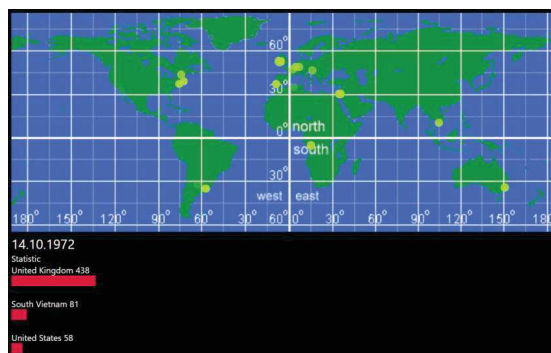 60°
30°
0°
north
south
30°
west east
180° 150° 120° 90° 60° 30° 0° 30° 60° 90° 120° 150° 180
14.10.1972
Statistic
United Kingdom 438
South Vietnam 81
United States 58